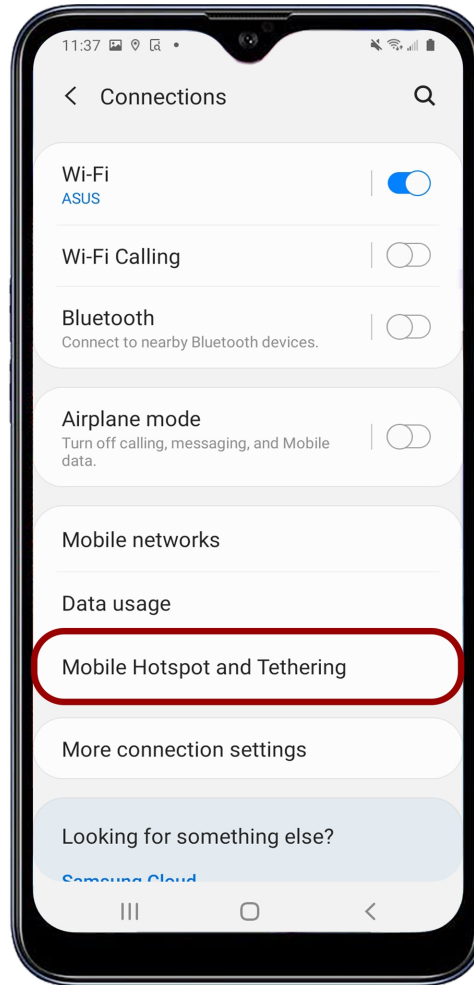 11:37
Connections
Wi-Fi
ASUS
Wi-Fi Calling
Bluetooth
Connect to nearby Bluetooth devices.
Airplane mode
Turn off calling, messaging, and Mobile
data.
Mobile networks
Data usage
Mobile Hotspot and Tethering
More connection settings
Looking for something else?
Samsung Cloud